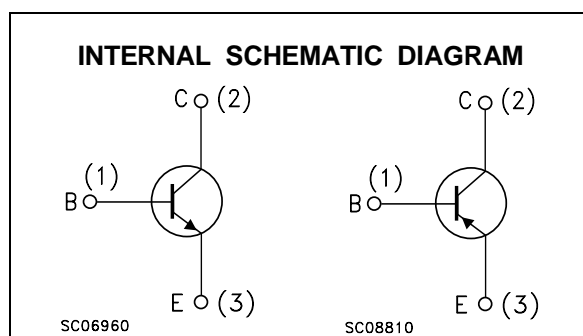 INTERNAL SCHEMATIC DIAGRAM
C (2)
(1)
B
E (3)
SC06960
C (2)
(1)
B
E (3)
SC08810